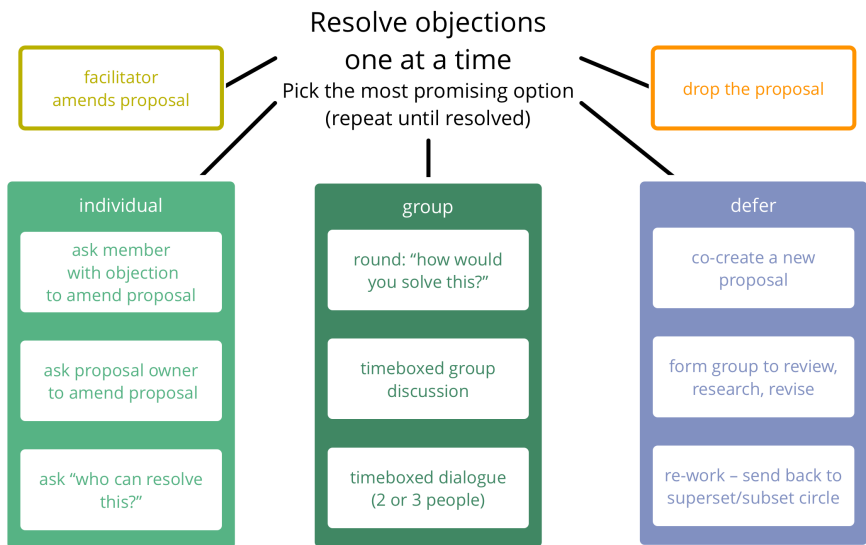 Resolve objections
one at a time
Pick the most promising option
(repeat until resolved)
facilitator
amends proposal
drop the proposal
individual
ask member
with objection
to amend proposal
ask proposal owner
to amend proposal
ask “who can resolve
this?”
group
round: “how would
you solve this?”
timeboxed group
discussion
timeboxed dialogue
(2 or 3 people)
defer
co-create a new
proposal
form group to review,
research, revise
re-work – send back to
superset/subset circle